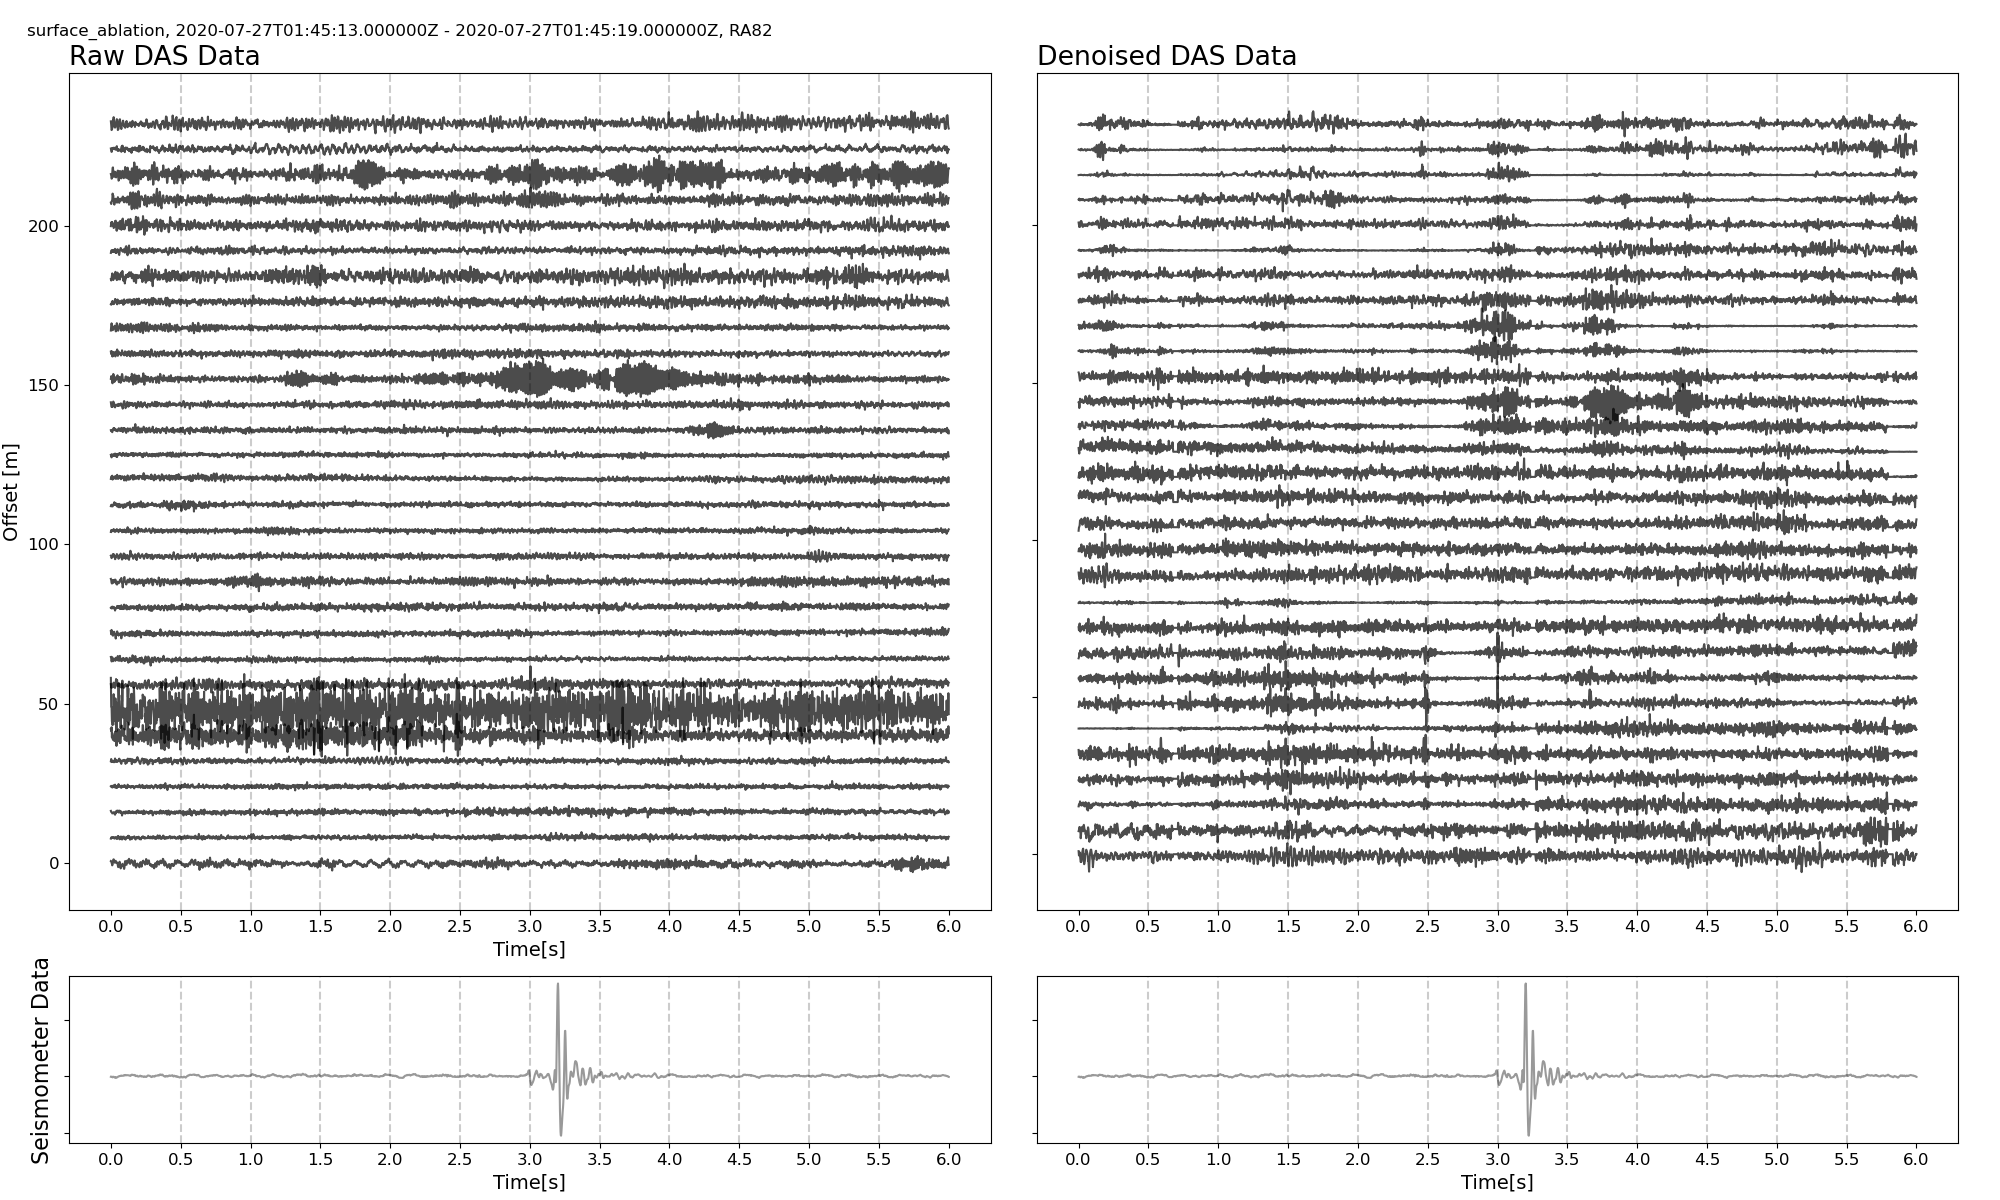 surface_ablation, 2020-07-27T01:45:13.000000Z - 2020-07-27T01:45:19.000000Z, RA82
Raw DAS Data
Denoised DAS Data
Offset [m]
200
150
100
50
0
0.0 0.5 1.0 1.5 2.0 2.5 3.0 3.5 4.0 4.5 5.0 5.5 6.0
Time[s]
0.0 0.5 1.0 1.5 2.0 2.5 3.0 3.5 4.0 4.5 5.0 5.5 6.0
Seismometer Data
0.0 0.5 1.0 1.5 2.0 2.5 3.0 3.5 4.0 4.5 5.0 5.5 6.0
Time[s]
0.0 0.5 1.0 1.5 2.0 2.5 3.0 3.5 4.0 4.5 5.0 5.5 6.0
Time[s]